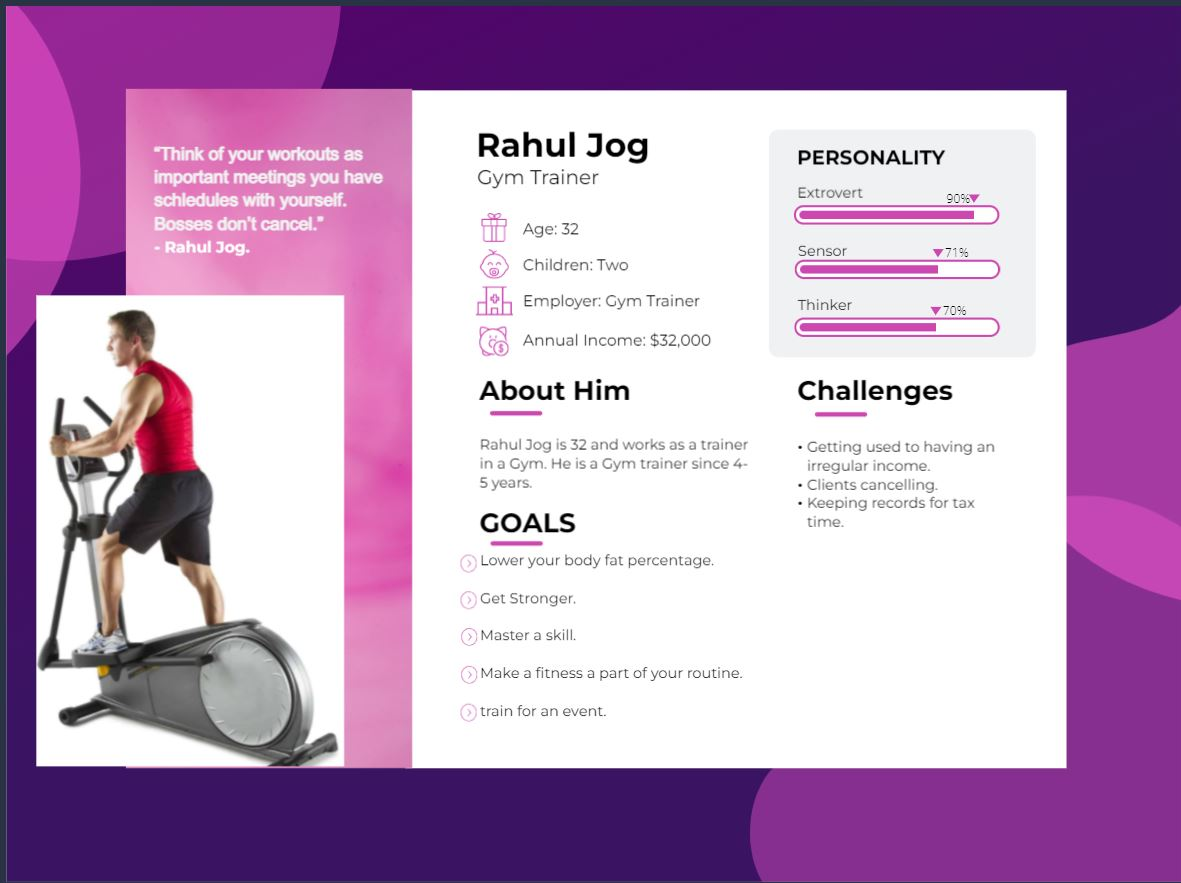 “Think of your workouts as
important meetings you have
schledules with yourself.
Bosses don’t cancel.”
- Rahul Jog.
Rahul Jog
Gym Trainer
Age: 32
Children: Two
Employer: Gym Trainer
Annual Income: $32,000
PERSONALITY
Extrovert
90%
Sensor
71%
Thinker
70%
About Him
Rahul Jog is 32 and works as a trainer
in a Gym. He is a Gym trainer since 4-
5 years.
GOALS
Lower your body fat percentage.
Get Stronger.
Master a skill.
Make a fitness a part of your routine.
train for an event.
Challenges
• Getting used to having an
irregular income.
• Clients cancelling.
• Keeping records for tax
time.